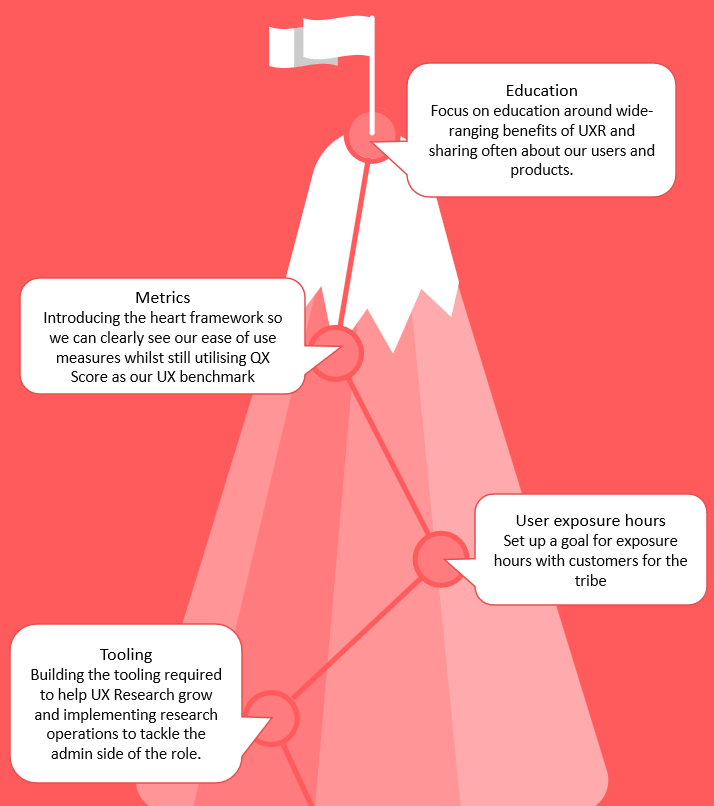 Education
Focus on education around wide-
ranging benefits of UXR and
sharing often about our users and
products.
Metrics
Introducing the heart framework so
we can clearly see our ease of use
measures whilst still utilising QX
Score as our UX benchmark
User exposure hours
Set up a goal for exposure
hours with customers for the
tribe
Tooling
Building the tooling required
to help UX Research grow
and implementing research
operations to tackle the
admin side of the role.